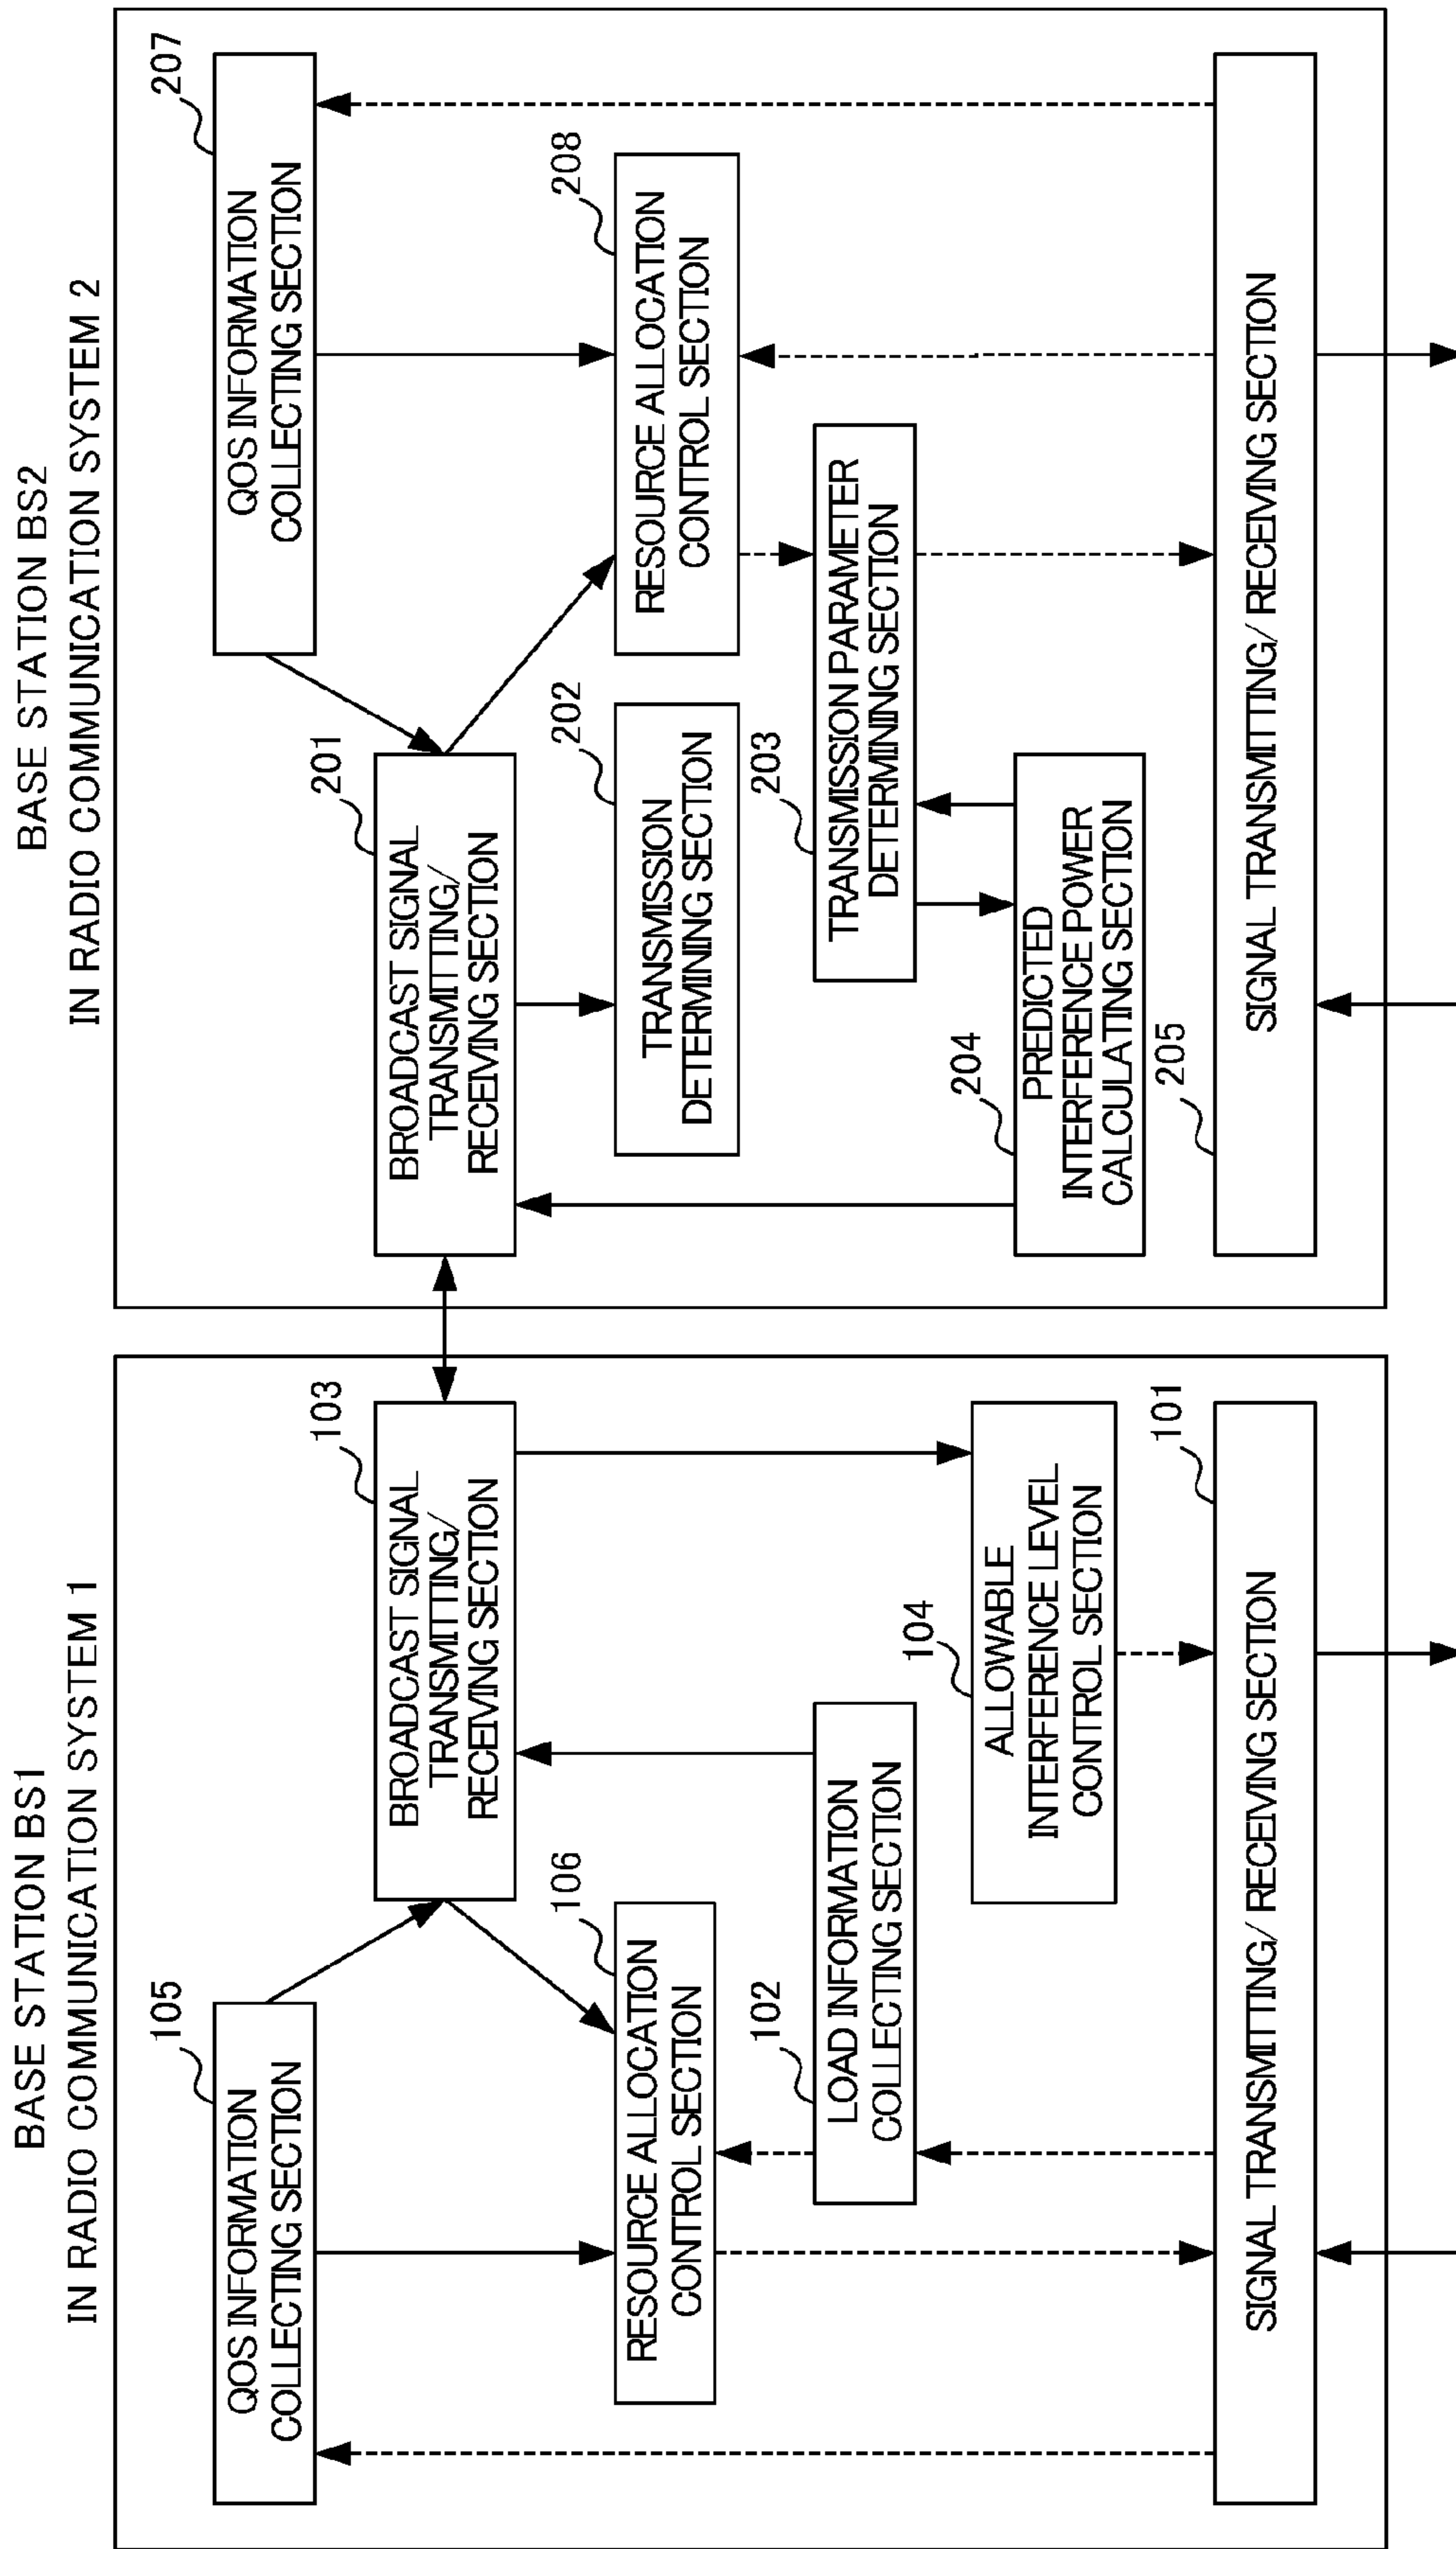 BASE STATION BS1
IN RADIO COMMUNICATION SYSTEM 1
105
QOS INFORMATION
COLLECTING SECTION
103
BROADCAST SIGNAL
TRANSMITTING/
RECEIVING SECTION
106
RESOURCE ALLOCATION
CONTROL SECTION
102
LOAD INFORMATION
COLLECTING SECTION
104
ALLOWABLE
INTERFERENCE LEVEL
CONTROL SECTION
101
SIGNAL TRANSMITTING/ RECEIVING SECTION
BASE STATION BS2
IN RADIO COMMUNICATION SYSTEM 2
207
QOS INFORMATION
COLLECTING SECTION
201
BROADCAST SIGNAL
TRANSMITTING/
RECEIVING SECTION
202
TRANSMISSION
DETERMINING SECTION
208
RESOURCE ALLOCATION
CONTROL SECTION
203
TRANSMISSION PARAMETER
DETERMINING SECTION
204
PREDICTED
INTERFERENCE POWER
CALCULATING SECTION
205
SIGNAL TRANSMITTING/ RECEIVING SECTION